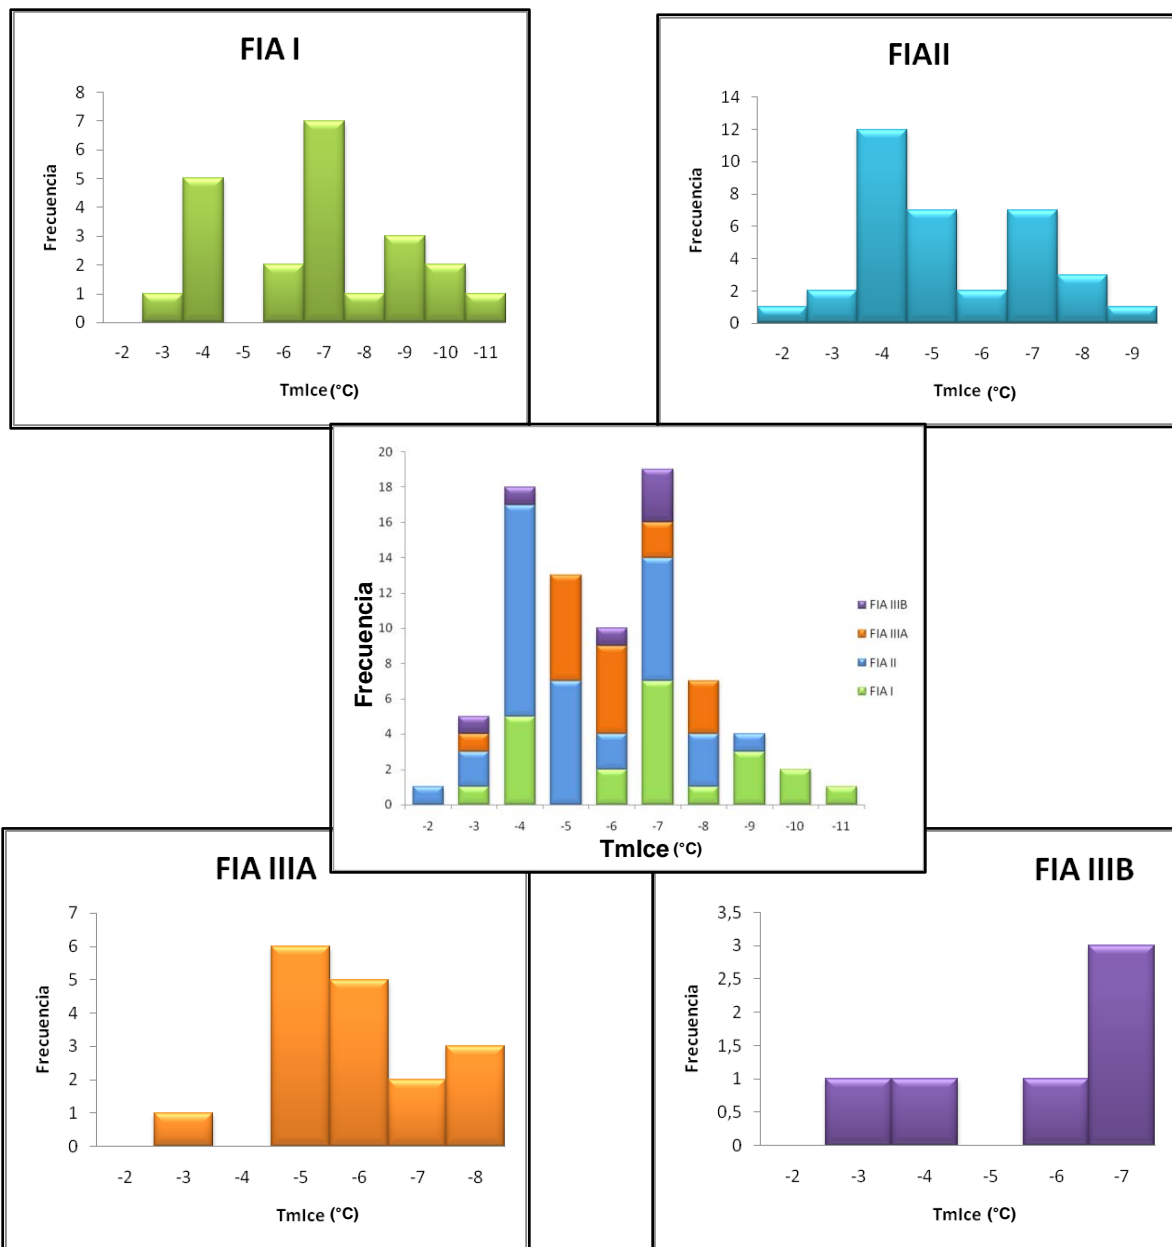 FIA I
8
7
6
5
4
3
2
1
0
Frecuencia
-2 -3 -4 -5 -6 -7 -8 -9 -10 -11
TmIce (°C)
FIAII
14
12
10
8
6
4
2
0
Frecuencia
-2 -3 -4 -5 -6 -7 -8 -9
TmIce (°C)
20
18
16
14
12
10
8
6
4
2
0
Frecuencia
-2 -3 -4 -5 -6 -7 -8 -9 -10 -11
TmIce (°C)
FIA IIIB
FIA IIIA
FIA II
FIA I
FIA IIIA
7
6
5
4
3
2
1
0
Frecuencia
-2 -3 -4 -5 -6 -7 -8
TmIce (°C)
FIA IIIB
3,5
3
2,5
2
1,5
1
0,5
0
Frecuencia
-2 -3 -4 -5 -6 -7
TmIce (°C)